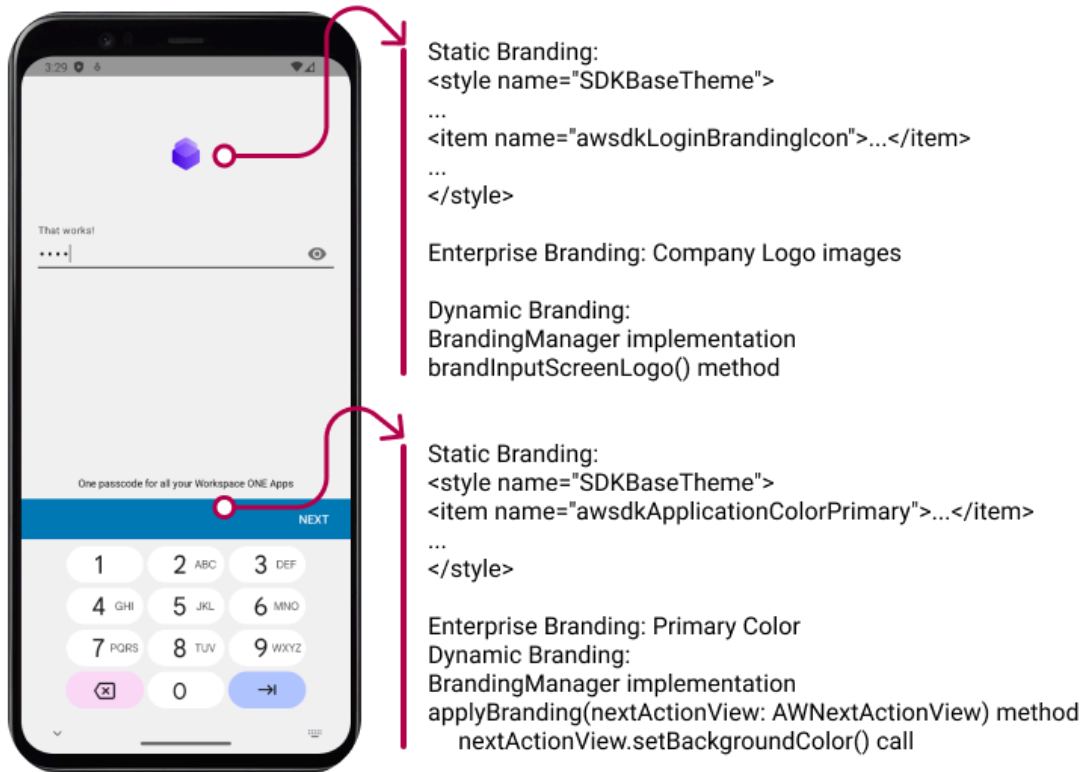 3:29
That works!
••••
One passcode for all your Workspace ONE Apps
NEXT
1
2 ABC
3 DEF
4 GHI
5 JKL
6 MNO
7 PQRS
8 TUV
9 WXYZ
0
Static Branding:
<style name="SDKBaseTheme">
...
<item name="awsdkLoginBrandingIcon">...</item>
...
</style>
Enterprise Branding: Company Logo images
Dynamic Branding:
BrandingManager implementation
brandInputScreenLogo() method
Static Branding:
<style name="SDKBaseTheme">
<item name="awsdkApplicationColorPrimary">...</item>
...
</style>
Enterprise Branding: Primary Color
Dynamic Branding:
BrandingManager implementation
applyBranding(nextActionView: AWNextActionView) method
nextActionView.setBackgroundColor() call